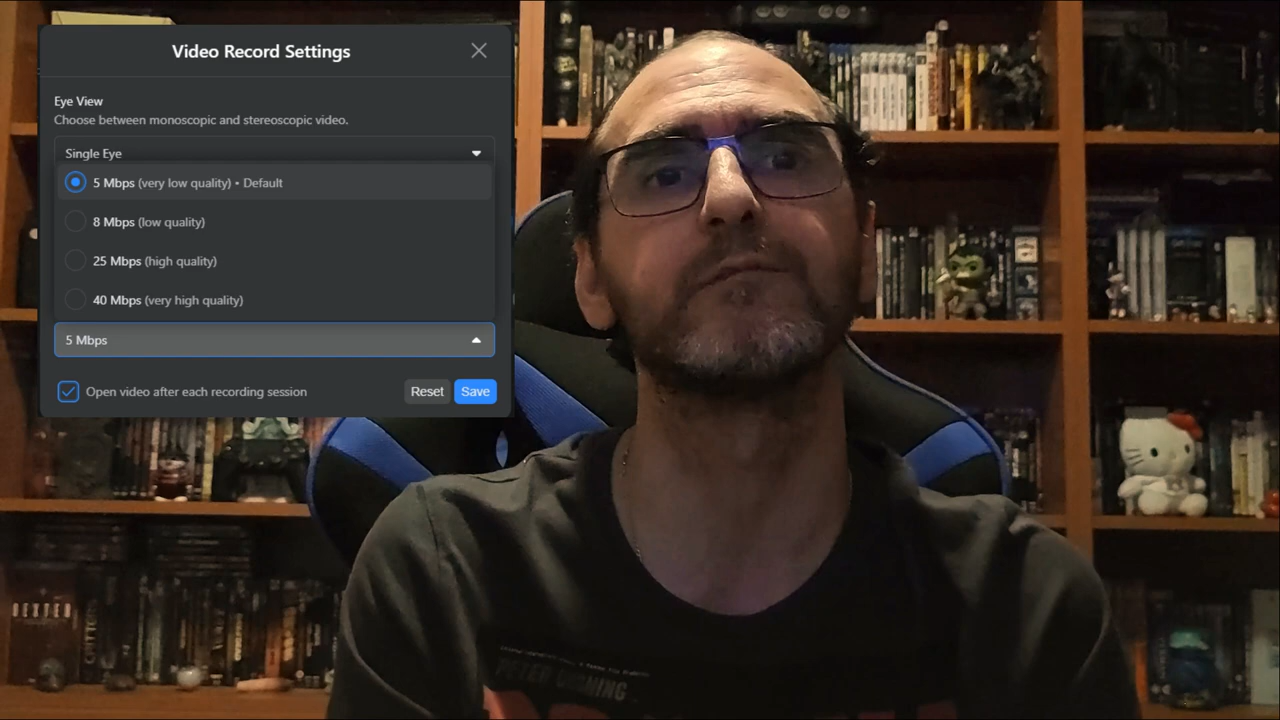 Video Record Settings
Eye View
Choose between monoscopic and stereoscopic video.
Single Eye
5 Mbps (very low quality) • Default
8 Mbps (low quality)
25 Mbps (high quality)
40 Mbps (very high quality)
5 Mbps
Open video after each recording session
Reset
Save
DEXTER